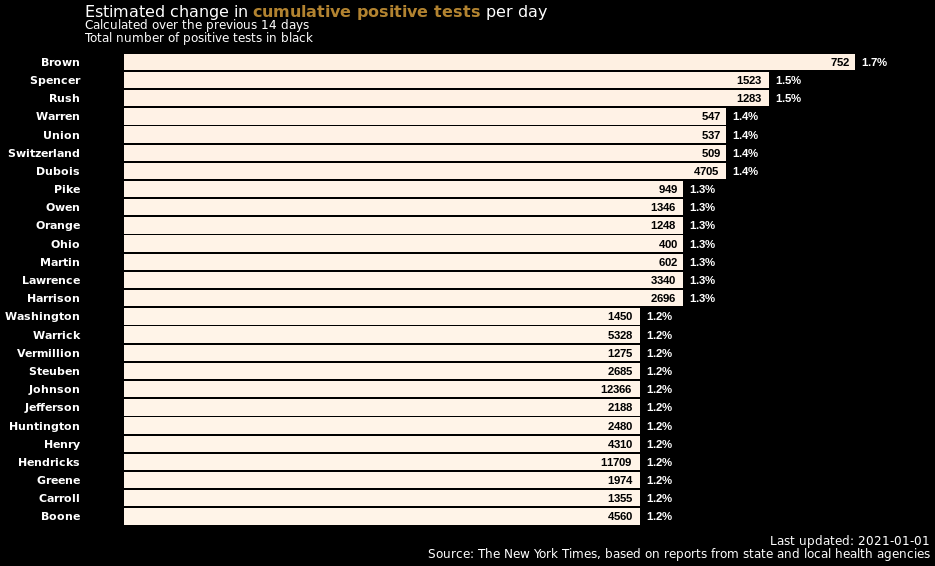 Estimated change in cumulative positive tests per day
Calculated over the previous 14 days
Total number of positive tests in black
Brown 752 1.7%
Spencer 1523 1.5%
Rush 1283 1.5%
Warren 547 1.4%
Union 537 1.4%
Switzerland 509 1.4%
Dubois 4705 1.4%
Pike 949 1.3%
Owen 1346 1.3%
Orange 1248 1.3%
Ohio 400 1.3%
Martin 602 1.3%
Lawrence 3340 1.3%
Harrison 2696 1.3%
Washington 1450 1.2%
Warrick 5328 1.2%
Vermillion 1275 1.2%
Steuben 2685 1.2%
Johnson 12366 1.2%
Jefferson 2188 1.2%
Huntington 2480 1.2%
Henry 4310 1.2%
Hendricks 11709 1.2%
Greene 1974 1.2%
Carroll 1355 1.2%
Boone 4560 1.2%
Last updated: 2021-01-01
Source: The New York Times, based on reports from state and local health agencies